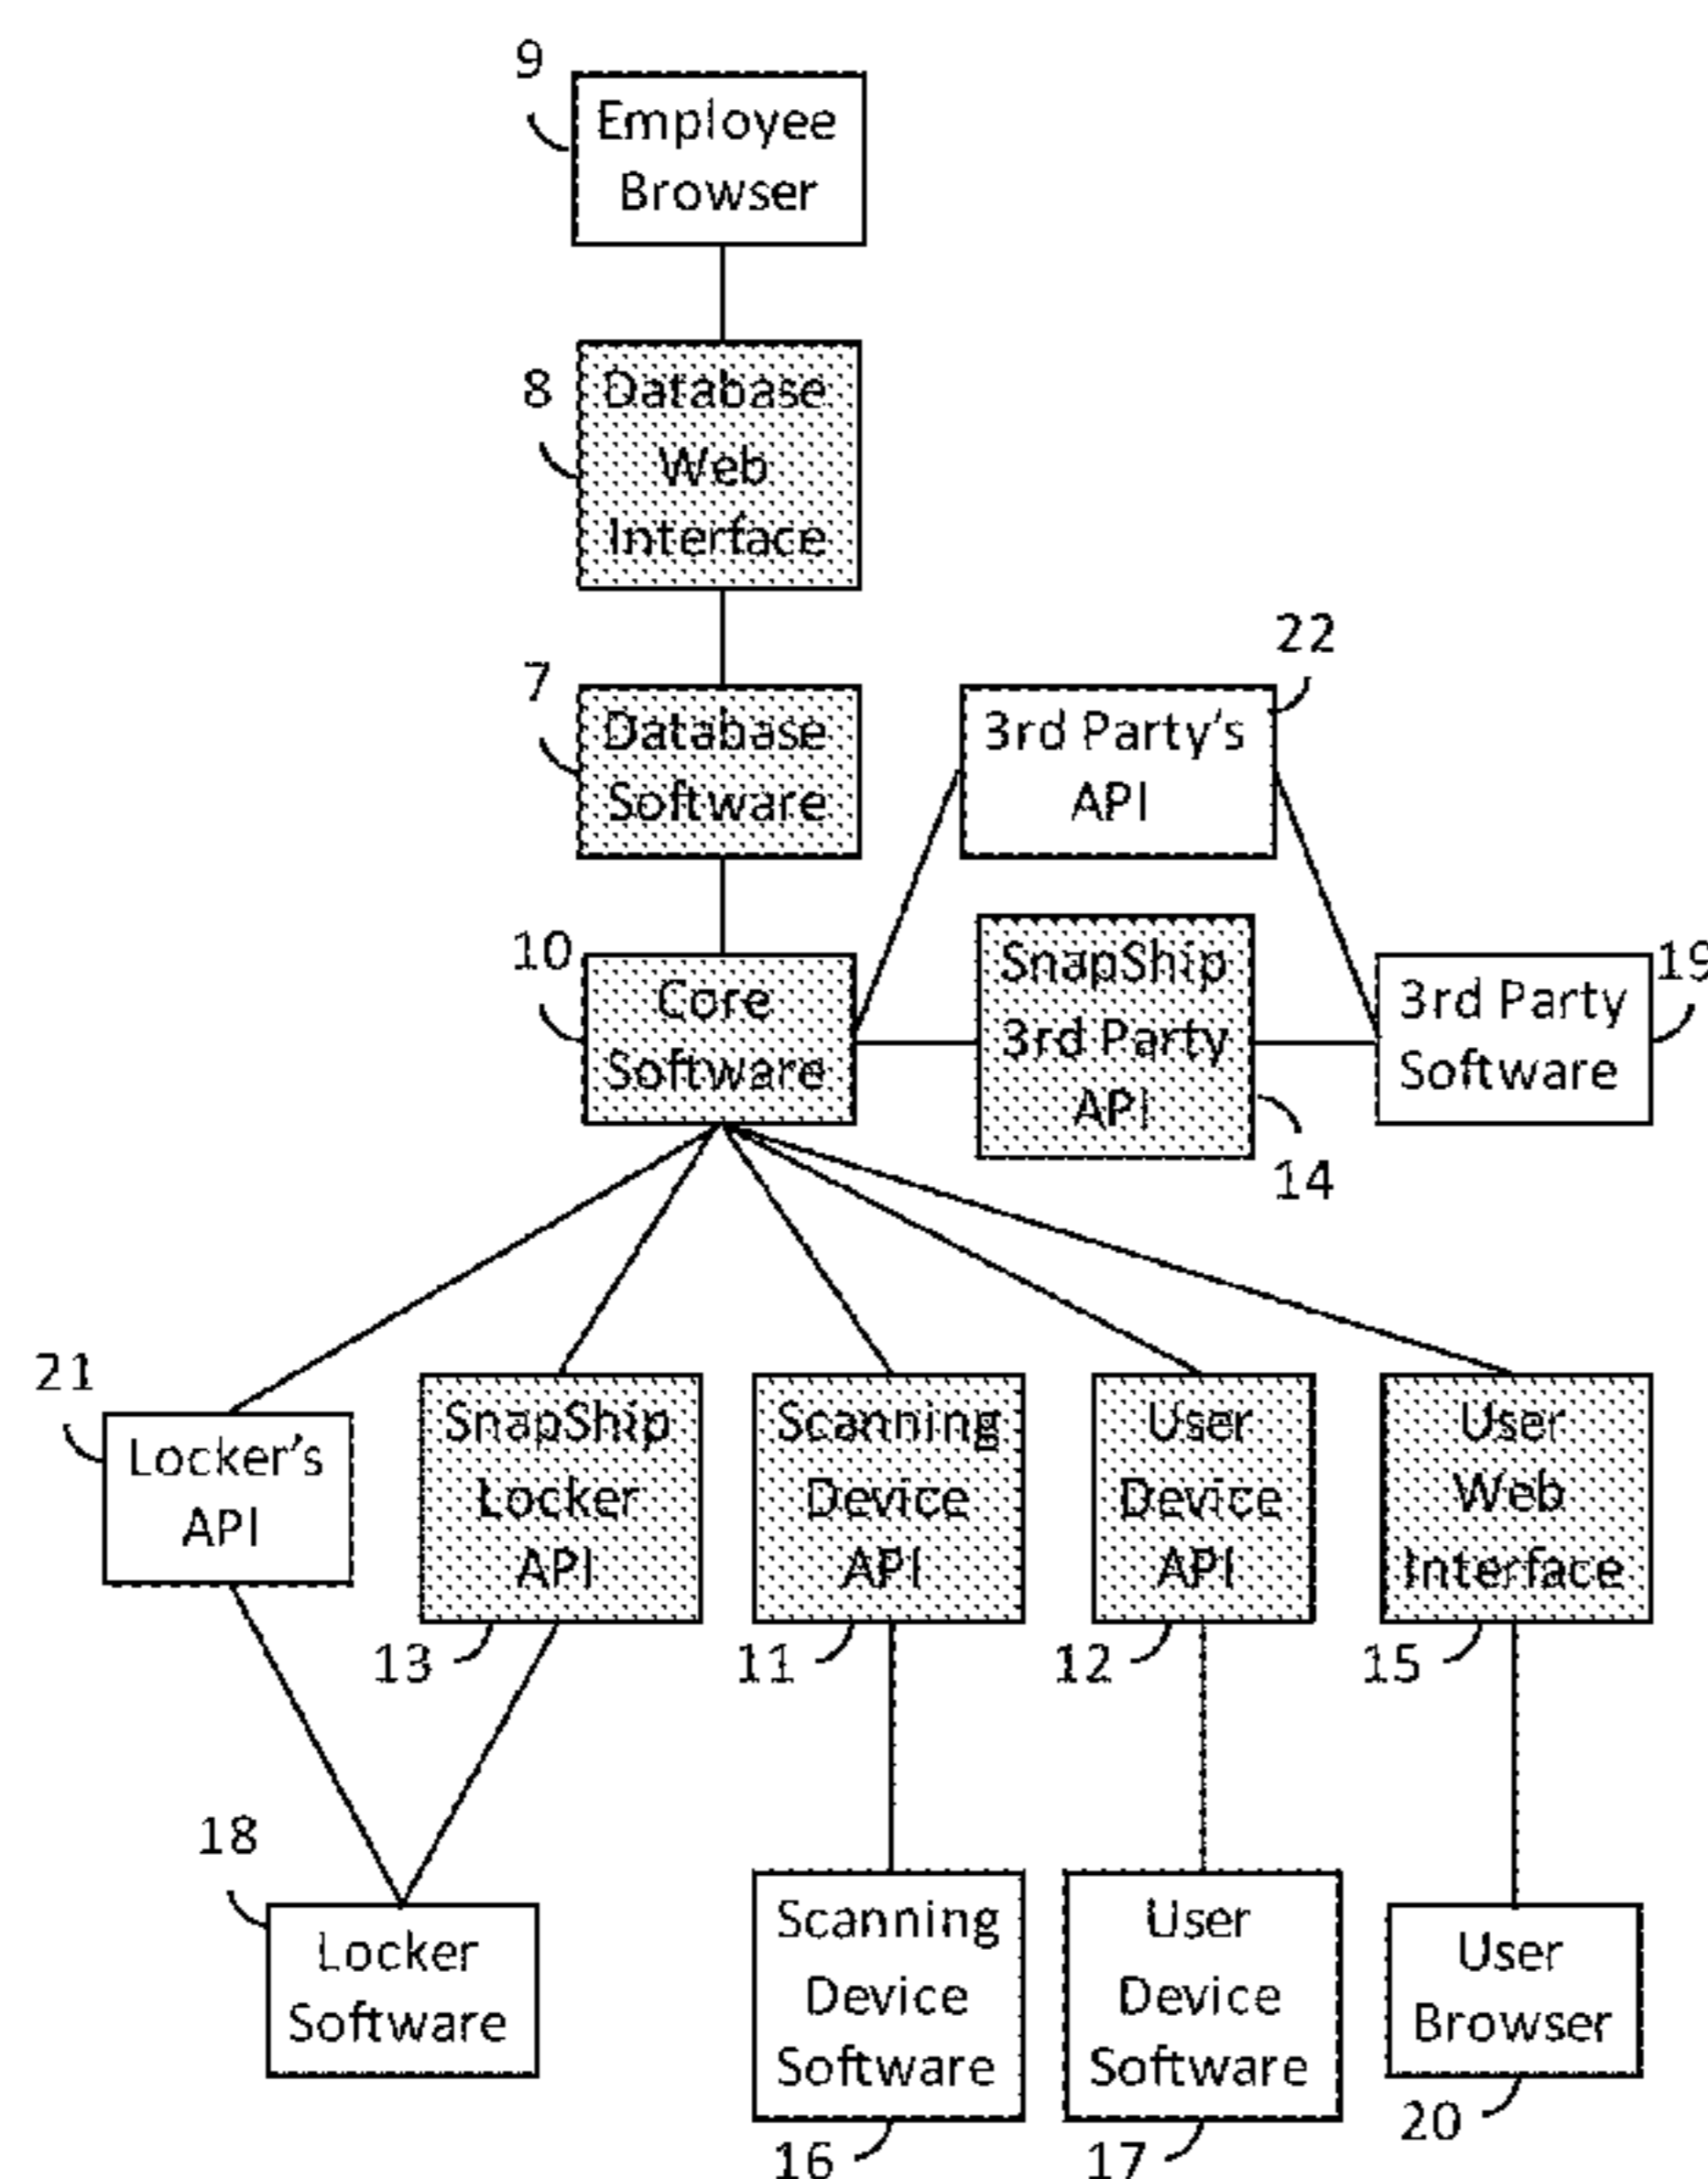 9
Employee
Browser
8
Database
Web
Interface
7
Database
Software
22
3rd Party's
API
10
Core
Software
SnapShip
3rd Party
API
14
19
3rd Party
Software
21
Locker's
API
SnapShip
Locker
API
13
Scanning
Device
API
11
User
Device
API
12
User
Web
Interface
15
18
Locker
Software
Scanning
Device
Software
16
User
Device
Software
17
User
Browser
20